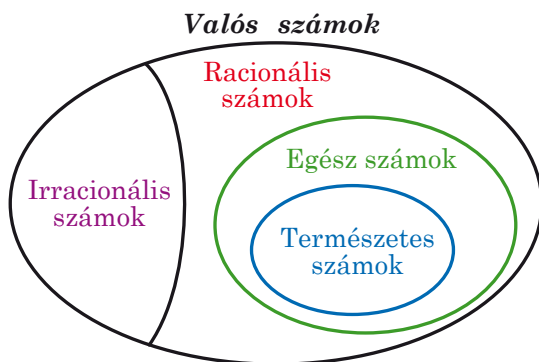 Valós számok
Racionális
számok
Egész számok
Irracionális
számok
Természetes
számok